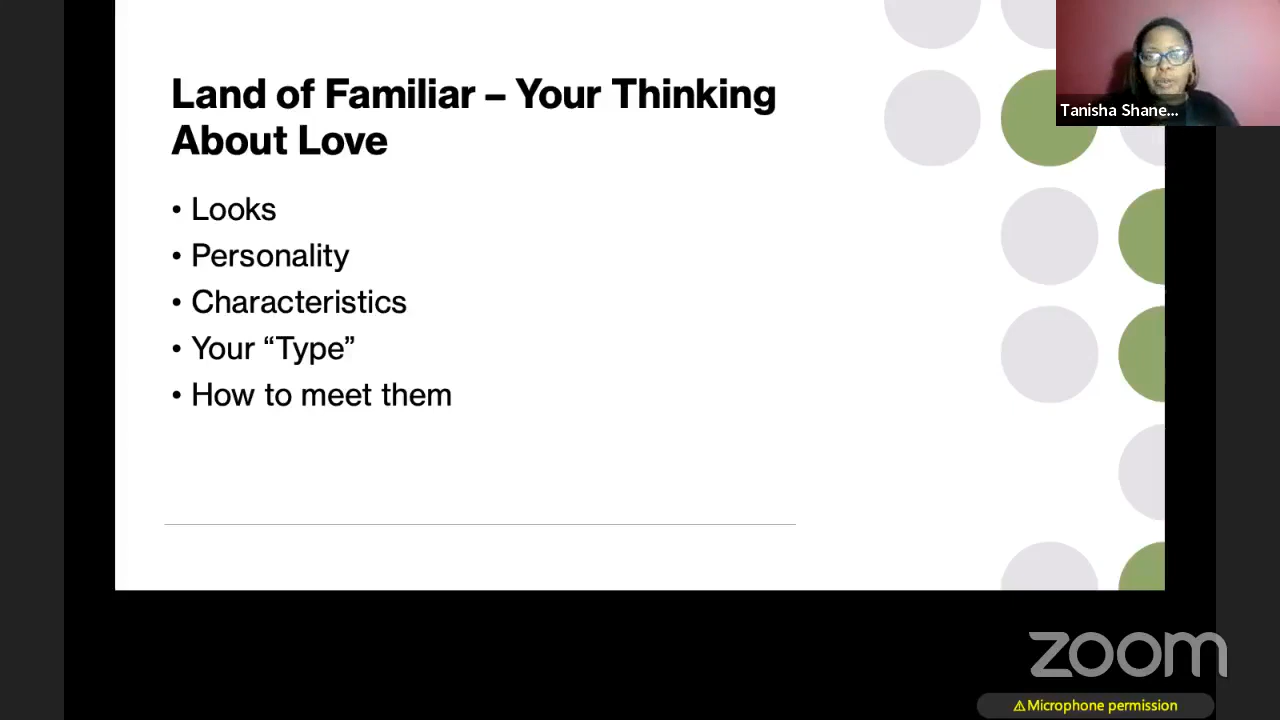 Land of Familiar – Your Thinking
About Love
• Looks
• Personality
• Characteristics
• Your “Type”
• How to meet them
Tanisha Shane...
zoom
⚠Microphone permission